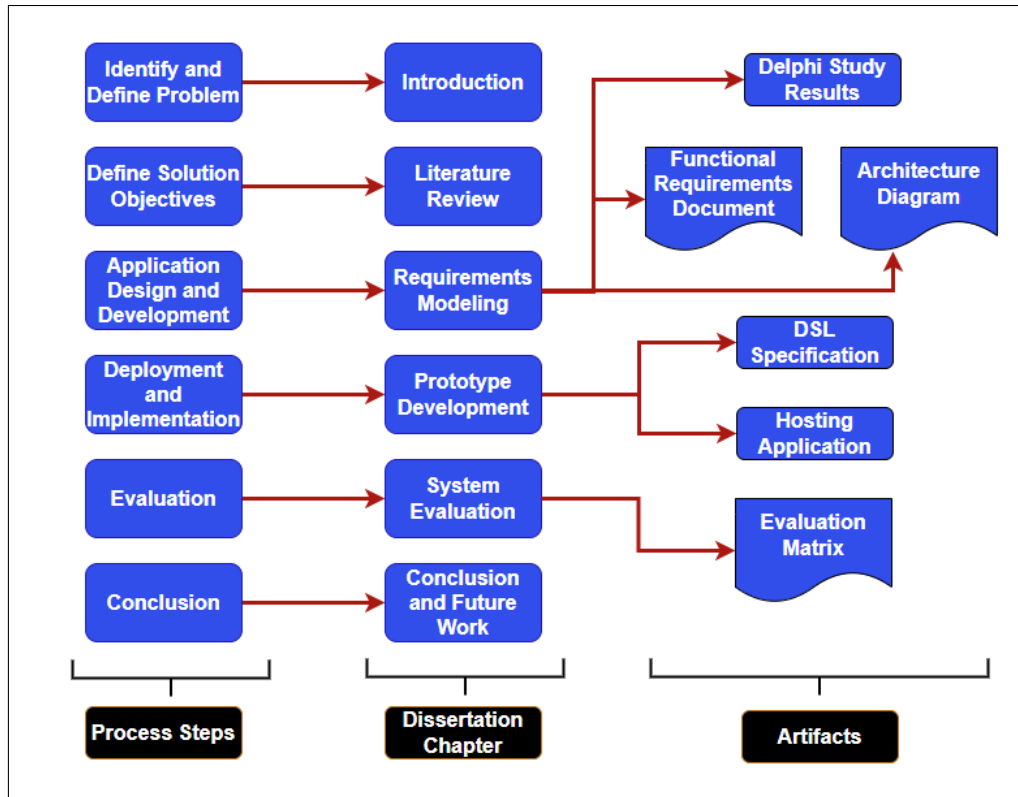 Identify and
Define Problem
Introduction
Delphi Study
Results
Define Solution
Objectives
Literature
Review
Functional
Requirements
Document
Architecture
Diagram
Application
Design and
Development
Requirements
Modeling
DSL
Specification
Deployment
and
Implementation
Prototype
Development
Hosting
Application
Evaluation
System
Evaluation
Evaluation
Matrix
Conclusion
Conclusion
and Future
Work
Process Steps
Dissertation
Chapter
Artifacts